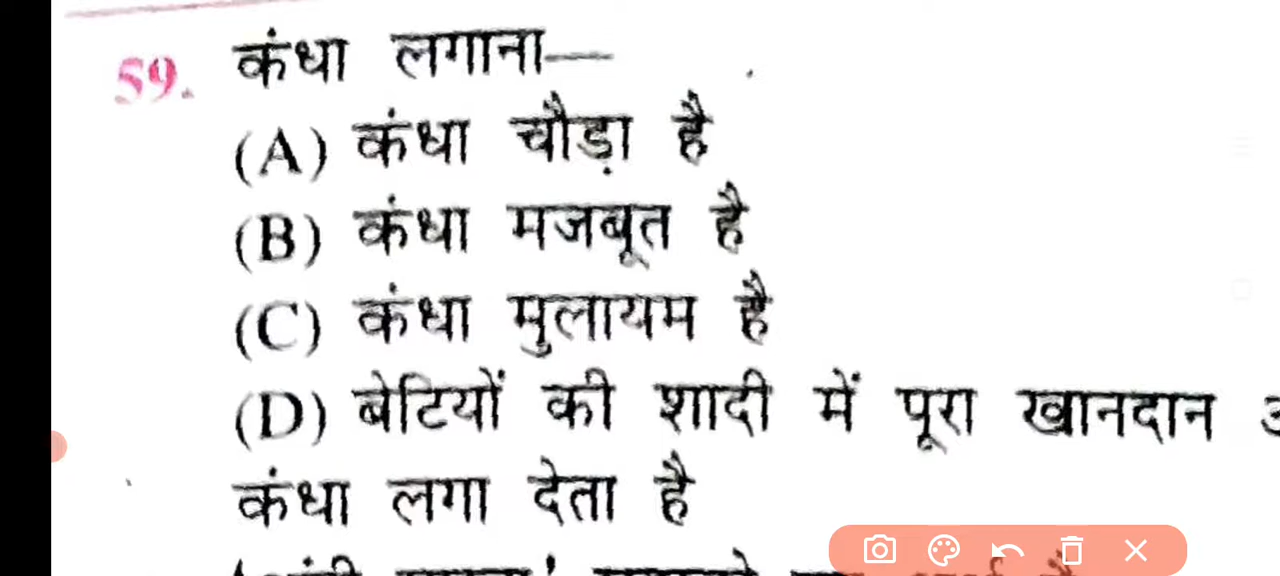 59. कंधा लगाना—
(A) कंधा चौड़ा है
(B) कंधा मजबूत है
(C) कंधा मुलायम है
(D) बेटियों की शादी में पूरा खानदान
कंधा लगा देता है